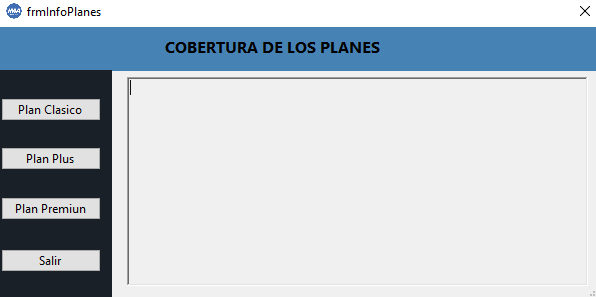 frmInfoPlanes
COBERTURA DE LOS PLANES
Plan Clasico
Plan Plus
Plan Premiun
Salir